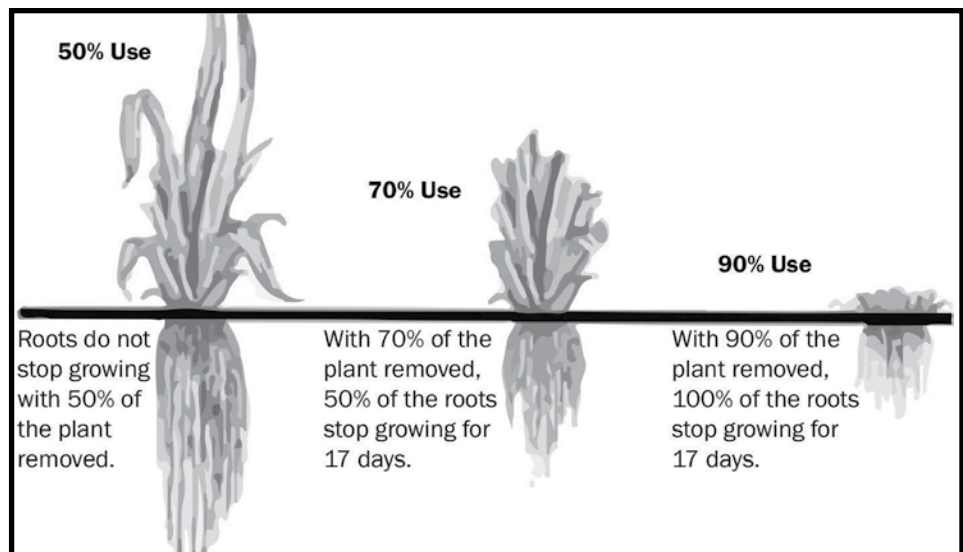 50% Use
70% Use
90% Use
Roots do not
stop growing
with 50% of
the plant
removed.
With 70% of the
plant removed,
50% of the roots
stop growing for
17 days.
With 90% of the
plant removed,
100% of the roots
stop growing for
17 days.